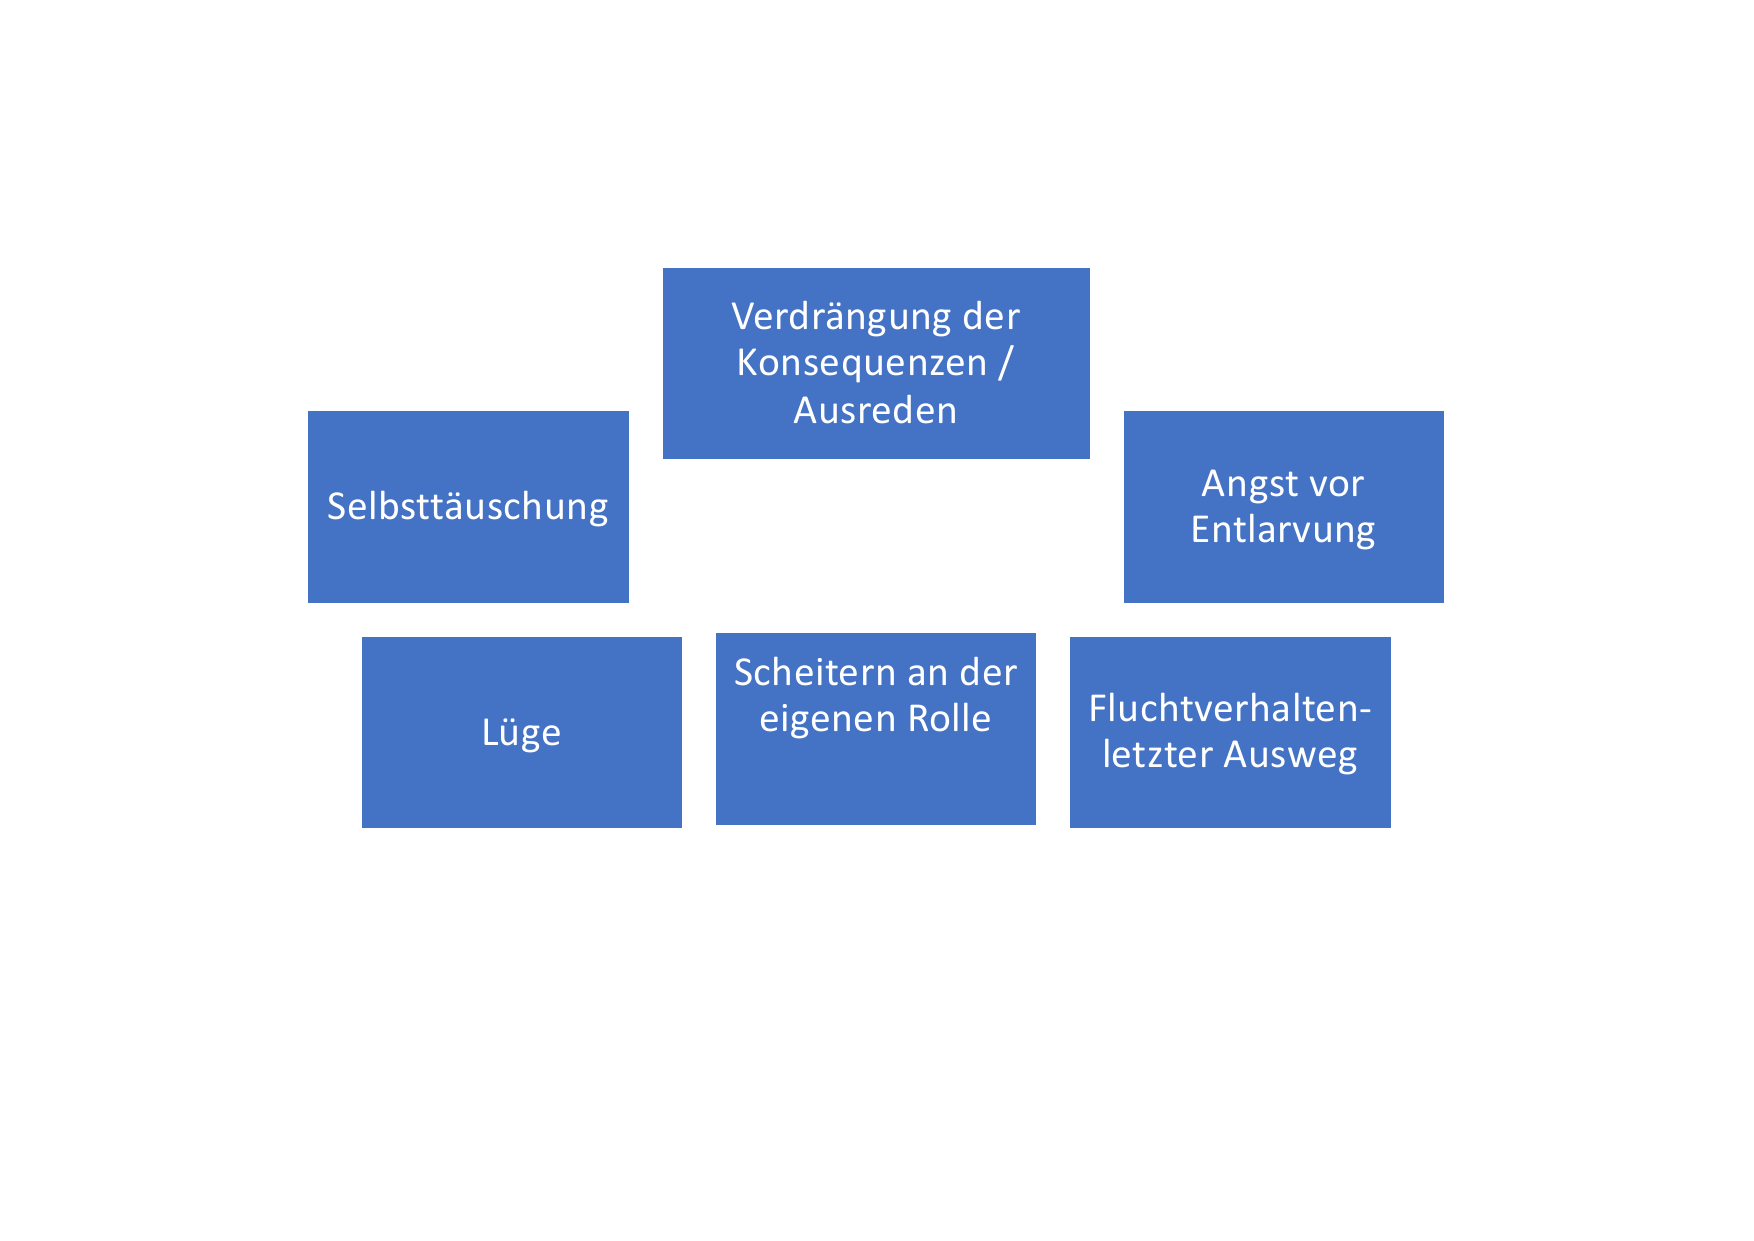 Verdrängung der
Konsequenzen /
Ausreden
Selbsttäuschung
Angst vor
Entlarvung
Lüge
Scheitern an der
eigenen Rolle
Fluchtverhalten-
letzter Ausweg